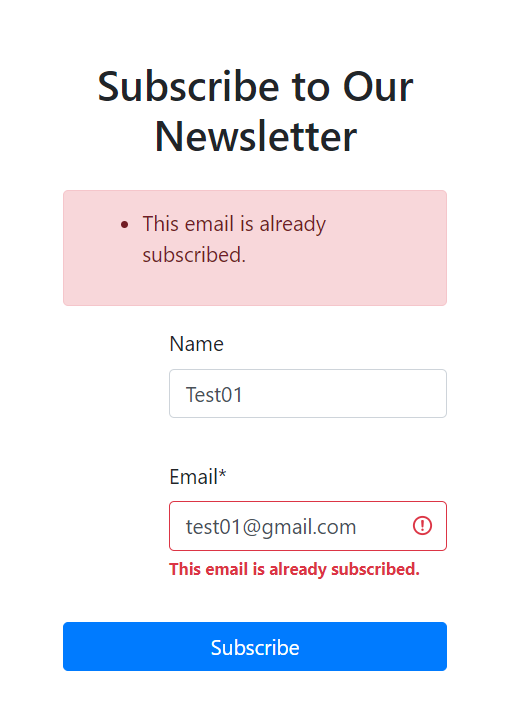 Subscribe to Our
Newsletter
• This email is already
subscribed.
Name
Test01
Email*
test01@gmail.com
This email is already subscribed.
Subscribe